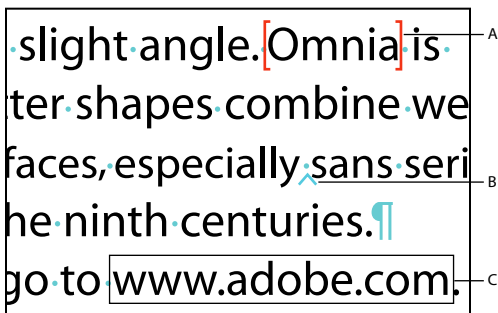 slight angle. [Omnia] is
tter shapes combine we
faces, especially sans seri
he ninth centuries.¶
go to www.adobe.com.
A
B
C